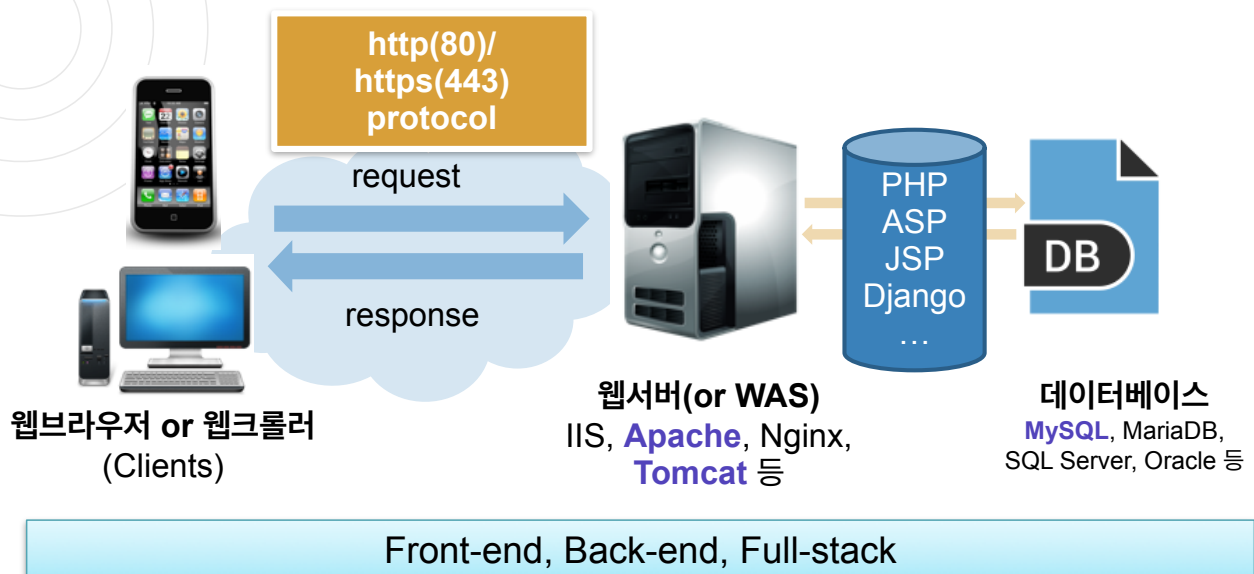 http(80)/
https(443)
protocol
request
response
PHP
ASP
JSP
Django
…
DB
웹브라우저 or 웹크롤러
(Clients)
웹서버(or WAS)
IIS, Apache, Nginx,
Tomcat 등
데이터베이스
MySQL, MariaDB,
SQL Server, Oracle 등
Front-end, Back-end, Full-stack